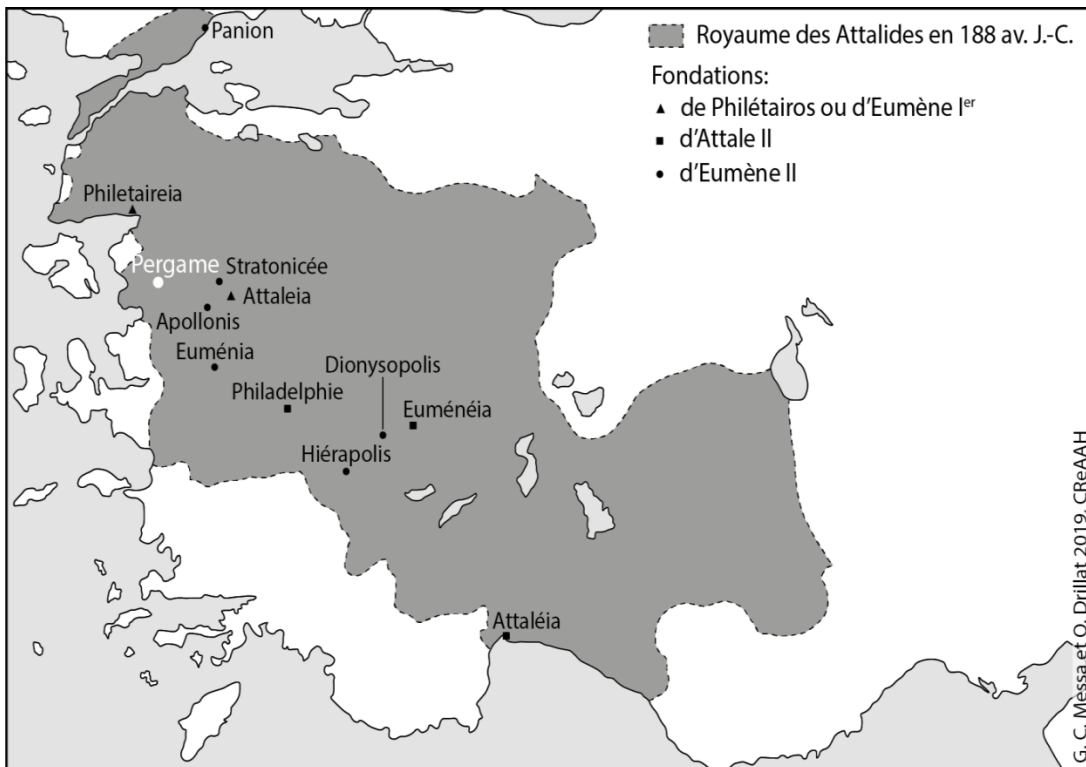 Panion
Royaume des Attalides en 188 av. J.-C.
Fondations:
de Philétairos ou d'Eumène Ier
d'Attale II
d'Eumène II
Philetaireia
Pergame
Stratonicée
Attaleia
Apollonis
Euménia
Dionysopolis
Philadelphie
Euménéia
Hiérapolis
Attaléia
G. C. Messa et O. Drillat 2019, CReAAH